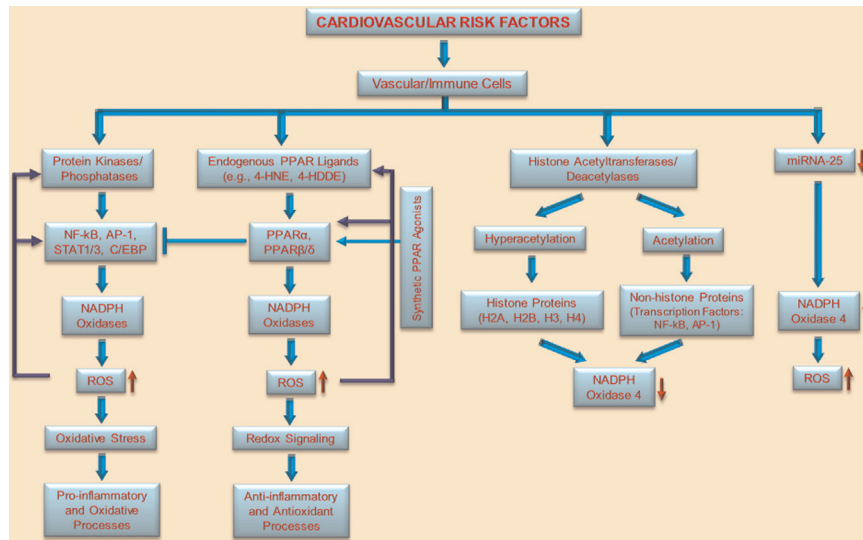 CARDIOVASCULAR RISK FACTORS
Vascular/Immune Cells
Protein Kinases/
Phosphatases
Endogenous PPAR Ligands
(e.g., 4-HNE, 4-HDDE)
Histone Acetyltransferases/
Deacetylases
miRNA-25
NF-kB, AP-1,
STAT1/3, C/EBP
PPARα,
PPARβ/δ
Synthetic PPAR Agonists
Hyperacetylation
Acetylation
NADPH
Oxidases
NADPH
Oxidases
Histone Proteins
(H2A, H2B, H3, H4)
Non-histone Proteins
(Transcription Factors:
NF-kB, AP-1)
NADPH
Oxidase 4
ROS
ROS
NADPH
Oxidase 4
ROS
Oxidative Stress
Redox Signaling
Pro-inflammatory
and Oxidative
Processes
Anti-inflammatory
and Antioxidant
Processes